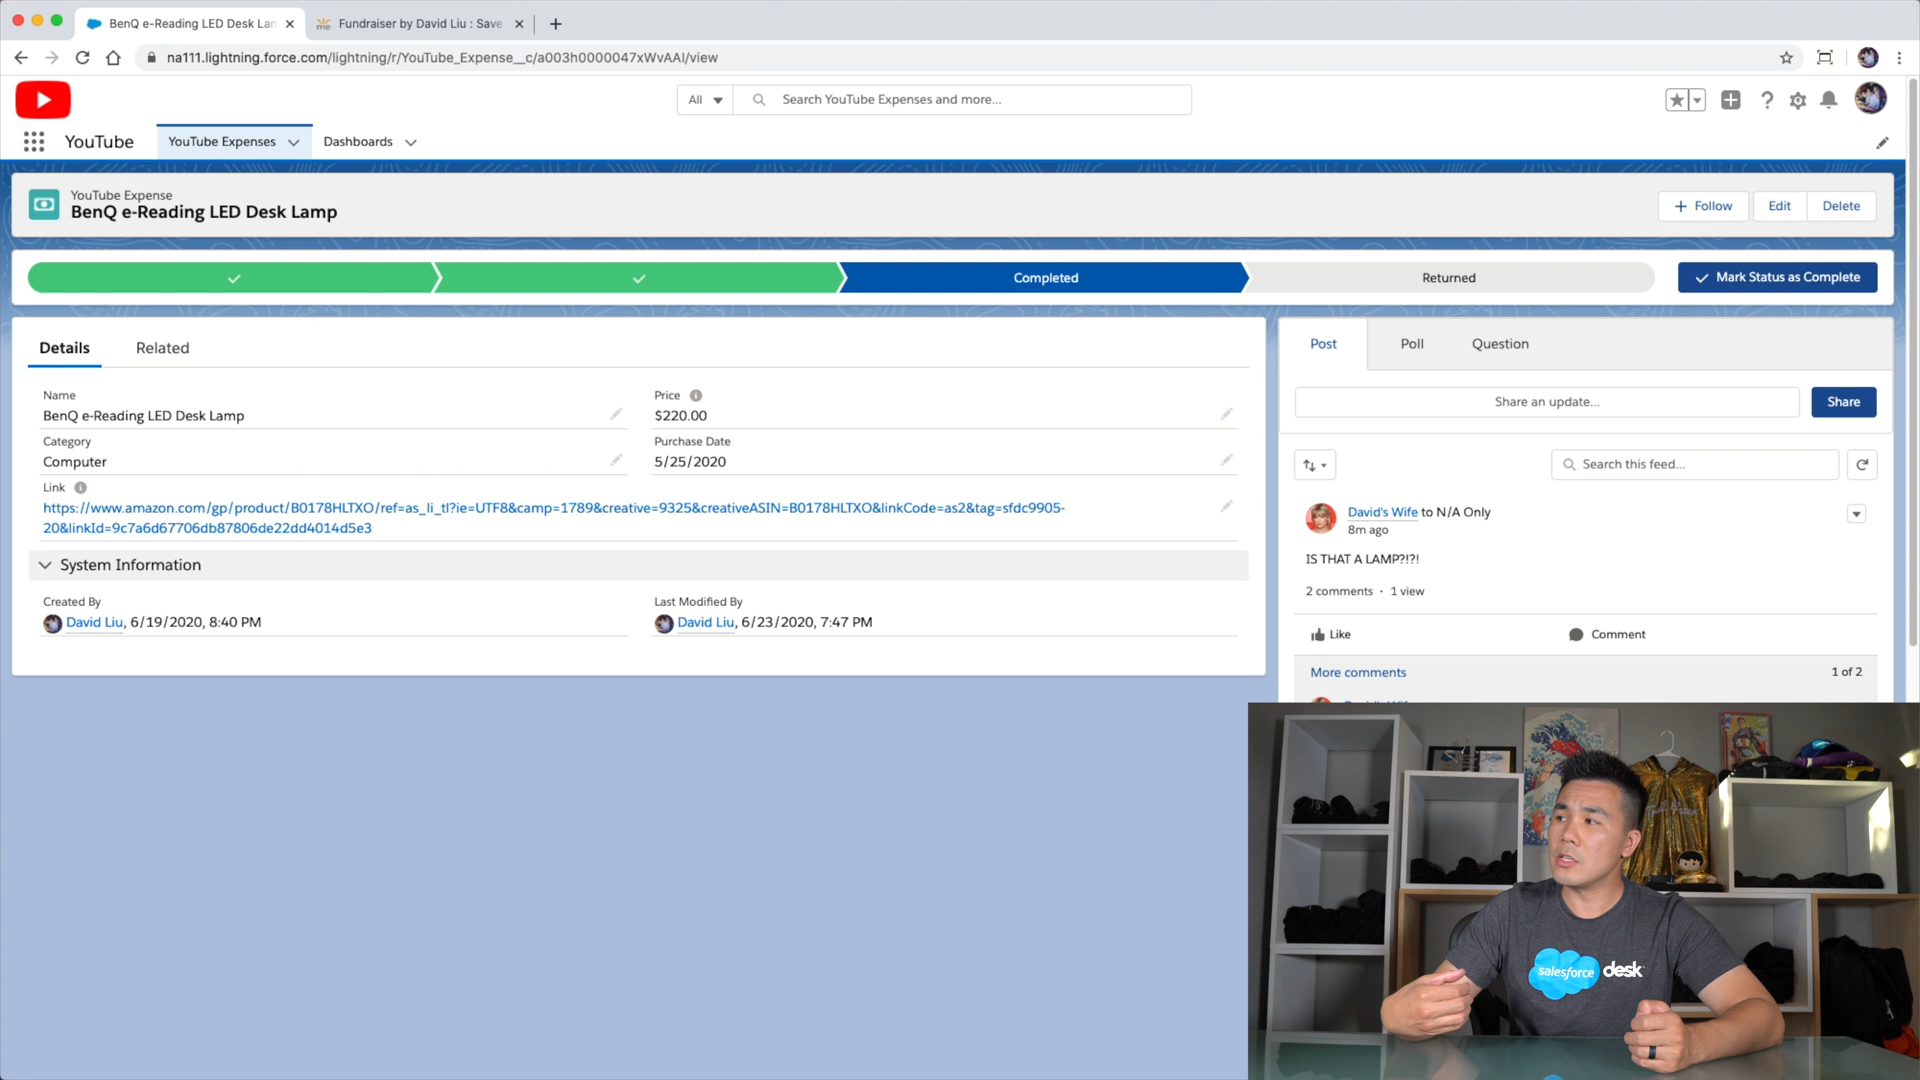 BenQ e-Reading LED Desk Lar
Fundraiser by David Liu : Save
na111.lightning.force.com/lightning/r/YouTube_Expense__c/a003h0000047xWvAAI/view
All
Search YouTube Expenses and more...
YouTube
YouTube Expenses
Dashboards
YouTube Expense
BenQ e-Reading LED Desk Lamp
Follow
Edit
Delete
Completed
Returned
Mark Status as Complete
Details
Related
Name
BenQ e-Reading LED Desk Lamp
Price
$220.00
Category
Computer
Purchase Date
5/25/2020
Link
https://www.amazon.com/gp/product/B0178HLTXO/ref=as_li_tl?ie=UTF8&camp=1789&creative=9325&creativeASIN=B0178HLTXO&linkCode=as2&tag=sfdc9905-
20&linkId=9c7a6d67706db87806de22dd4014d5e3
System Information
Created By
David Liu, 6/19/2020, 8:40 PM
Last Modified By
David Liu, 6/23/2020, 7:47 PM
Post
Poll
Question
Share an update...
Share
Search this feed...
David's Wife to N/A Only
8m ago
IS THAT A LAMP?!?!
2 comments · 1 view
Like
Comment
More comments
1 of 2
salesforce desk